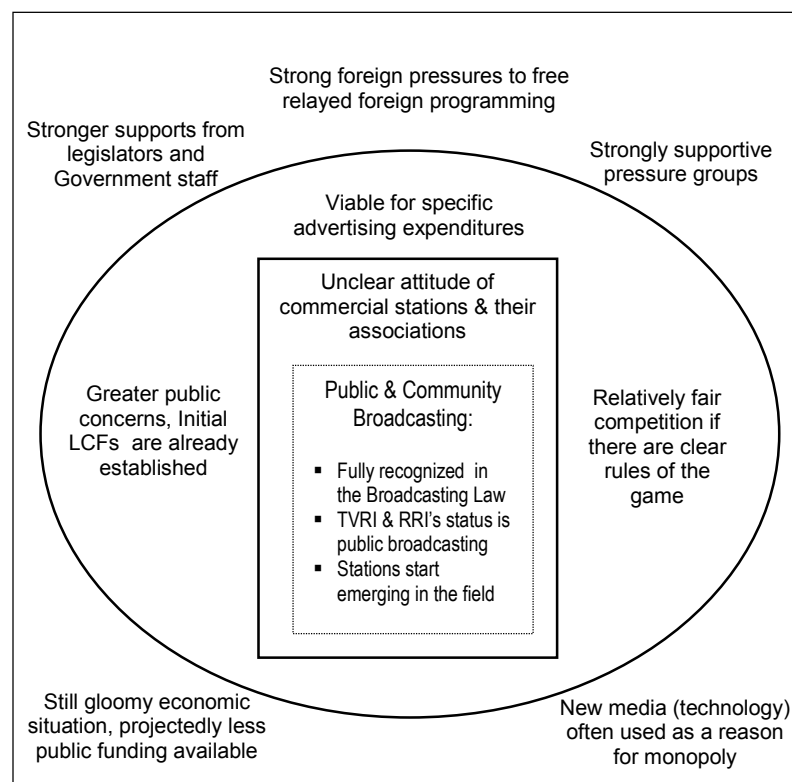 Strong foreign pressures to free
relayed foreign programming
Stronger supports from
legislators and
Government staff
Strongly supportive
pressure groups
Viable for specific
advertising expenditures
Unclear attitude of
commercial stations & their
associations
Greater public
concerns, Initial
LCFs are already
established
Public & Community
Broadcasting:
▪ Fully recognized in
the Broadcasting Law
▪ TVRI & RRI's status is
public broadcasting
▪ Stations start
emerging in the field
Relatively fair
competition if
there are clear
rules of the
game
Still gloomy economic
situation, projectedly less
public funding available
New media (technology)
often used as a reason
for monopoly